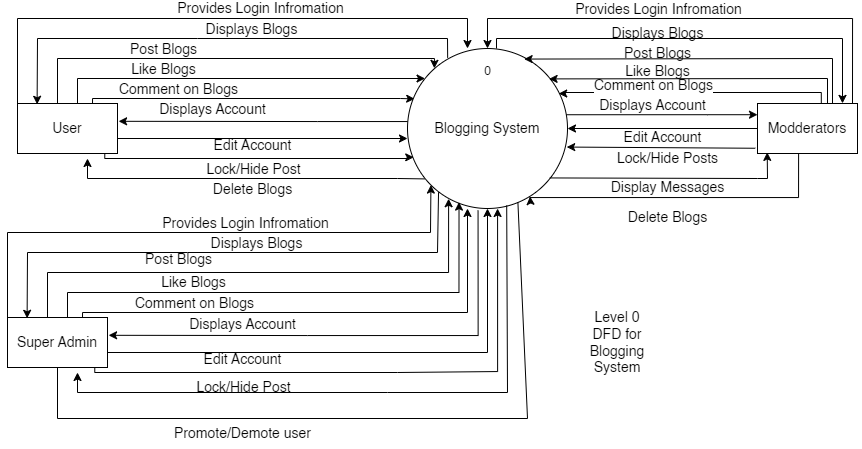 Provides Login Infromation
Displays Blogs
Post Blogs
Like Blogs
Comment on Blogs
Displays Account
User
Edit Account
Lock/Hide Post
Delete Blogs
0
Blogging System
Provides Login Infromation
Displays Blogs
Post Blogs
Like Blogs
Comment on Blogs
Displays Account
Modderators
Edit Account
Lock/Hide Posts
Display Messages
Delete Blogs
Provides Login Infromation
Displays Blogs
Post Blogs
Like Blogs
Comment on Blogs
Displays Account
Super Admin
Edit Account
Lock/Hide Post
Promote/Demote user
Level 0
DFD for
Blogging
System